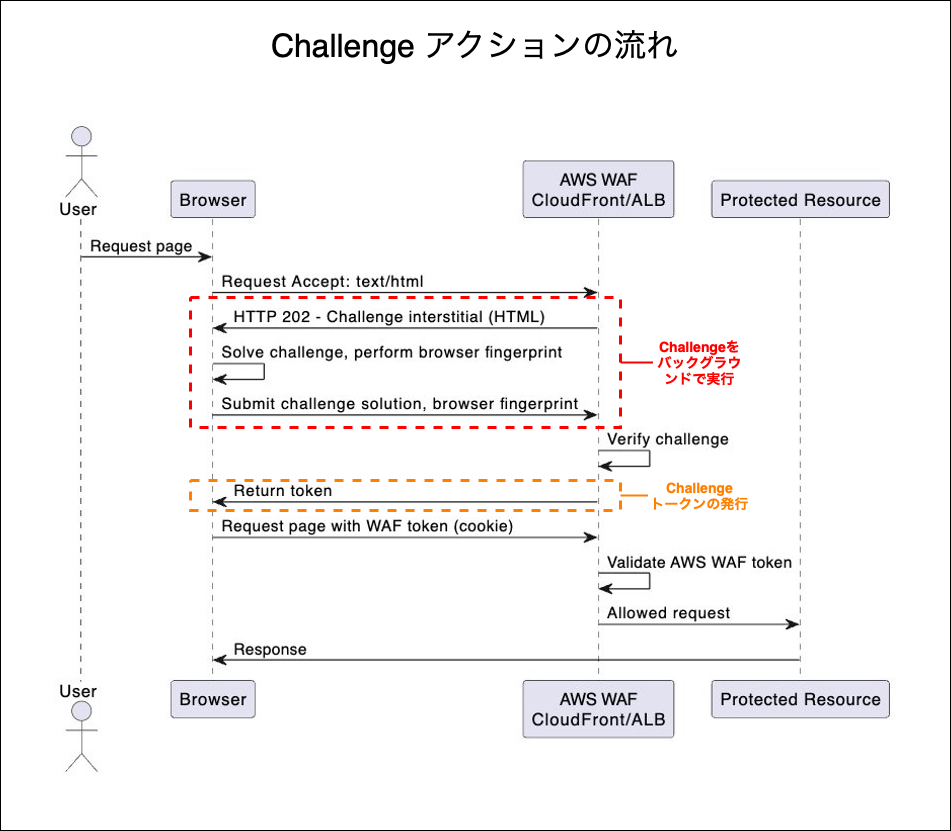 Challenge アクションの流れ
User
Browser
AWS WAF
CloudFront/ALB
Protected Resource
Request page
Request Accept: text/html
HTTP 202 - Challenge interstitial (HTML)
Challengeを
バックグラウ
ンドで実行
Solve challenge, perform browser fingerprint
Submit challenge solution, browser fingerprint
Verify challenge
Return token
Challenge
トークンの発行
Request page with WAF token (cookie)
Validate AWS WAF token
Allowed request
Response
User
Browser
AWS WAF
CloudFront/ALB
Protected Resource